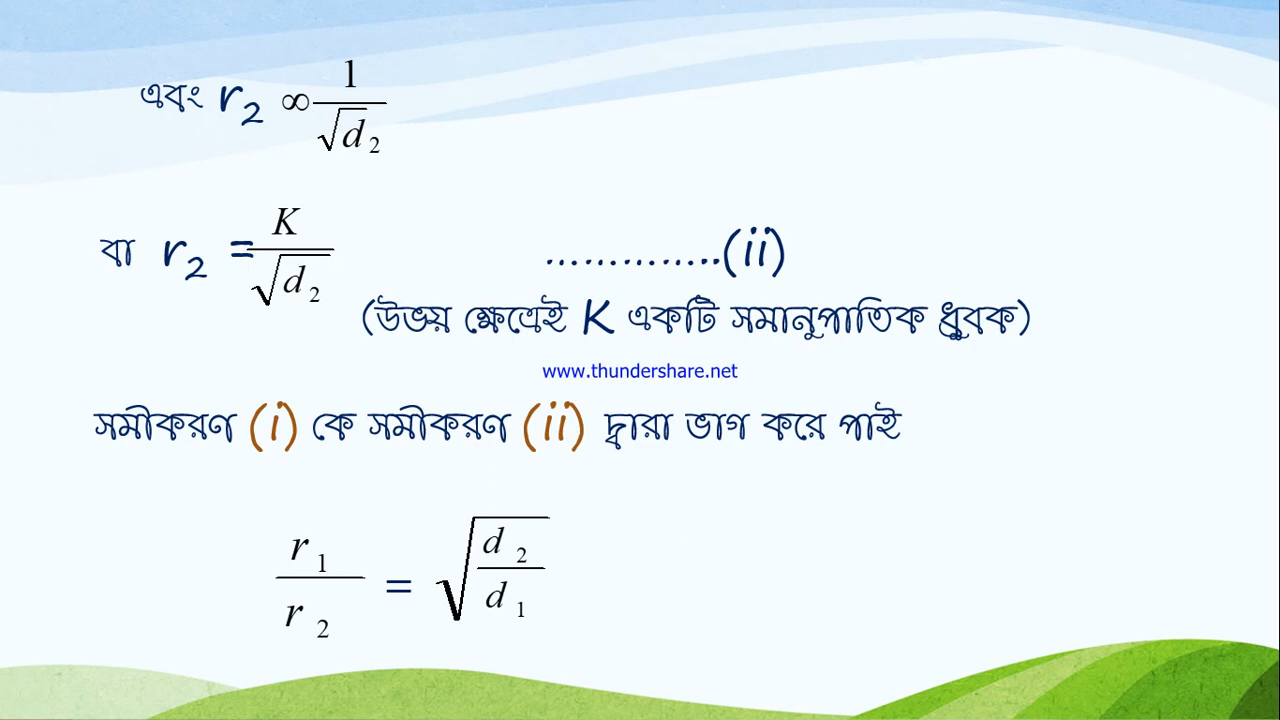 এবং r₂ ∞ 1/√d₂
বা r₂ = K/√d₂ ..............(ii)
(উভয় ক্ষেত্রেই K একটি সমানুপাতিক ধ্রুবক)
www.thundershare.net
সমীকরণ (i) কে সমীকরণ (ii) দ্বারা ভাগ করে পাই
r₁/r₂ = √(d₂/d₁)